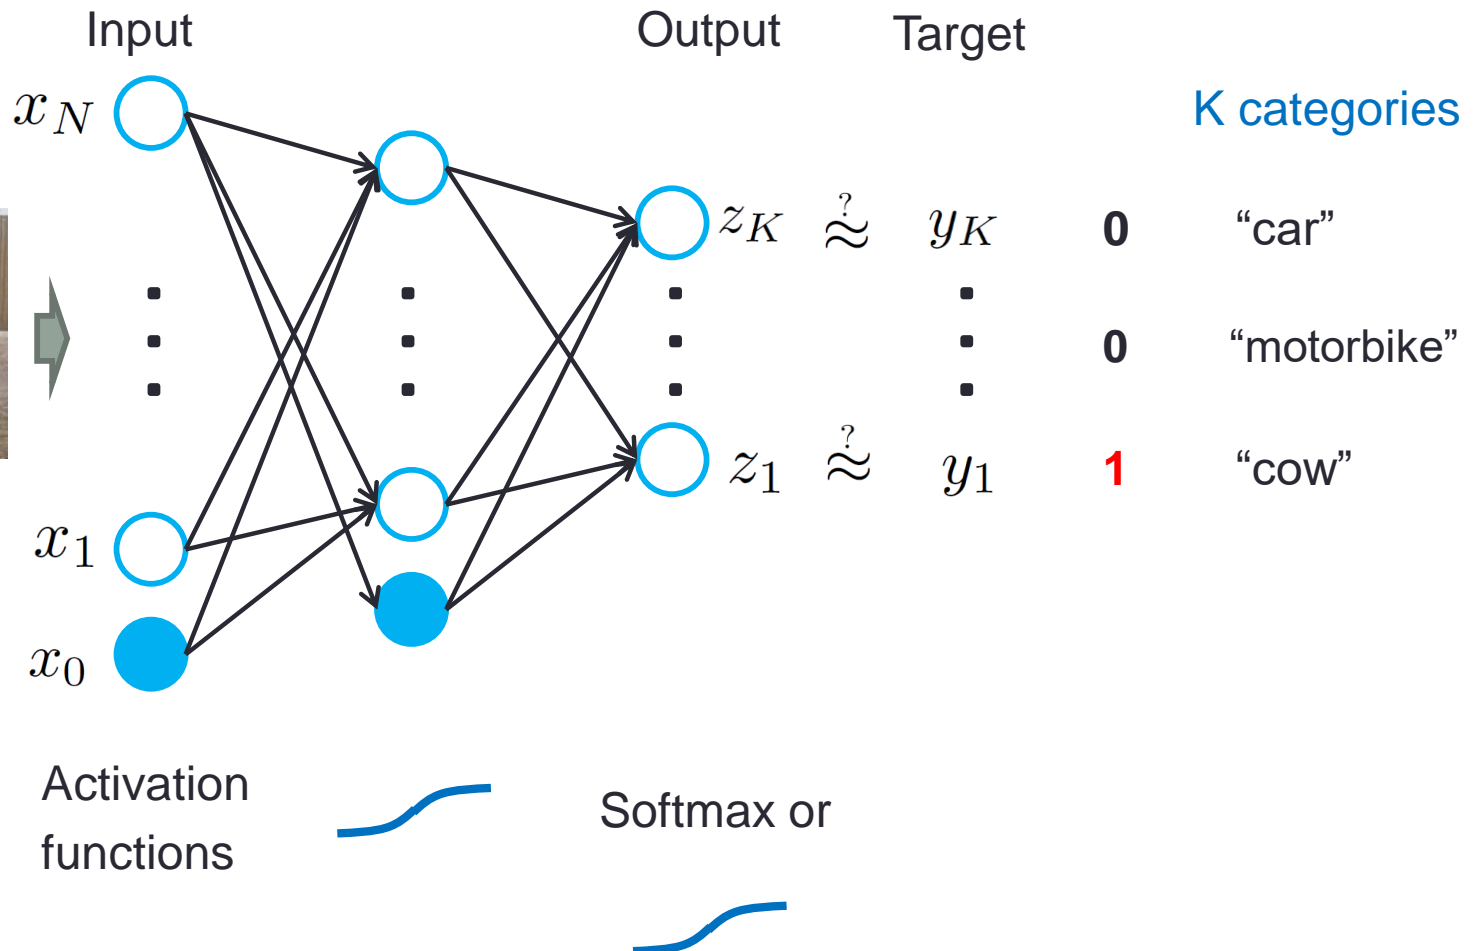 Input Output Target
K categories
x_N
z_K ≈? y_K 0 “car”
0 “motorbike”
z_1 ≈? y_1 1 “cow”
x_1
x_0
Activation
functions
Softmax or